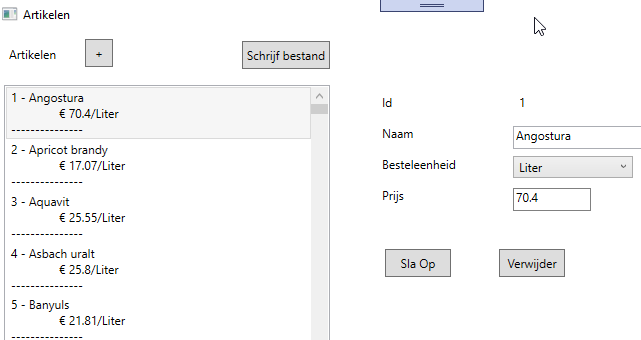 Artikelen
Artikelen + Schrijf bestand
1 - Angostura
€ 70.4/Liter
---------------
2 - Apricot brandy
€ 17.07/Liter
---------------
3 - Aquavit
€ 25.55/Liter
---------------
4 - Asbach uralt
€ 25.8/Liter
---------------
5 - Banyuls
€ 21.81/Liter
---------------
Id 1
Naam Angostura
Besteleenheid Liter
Prijs 70.4
Sla Op Verwijder